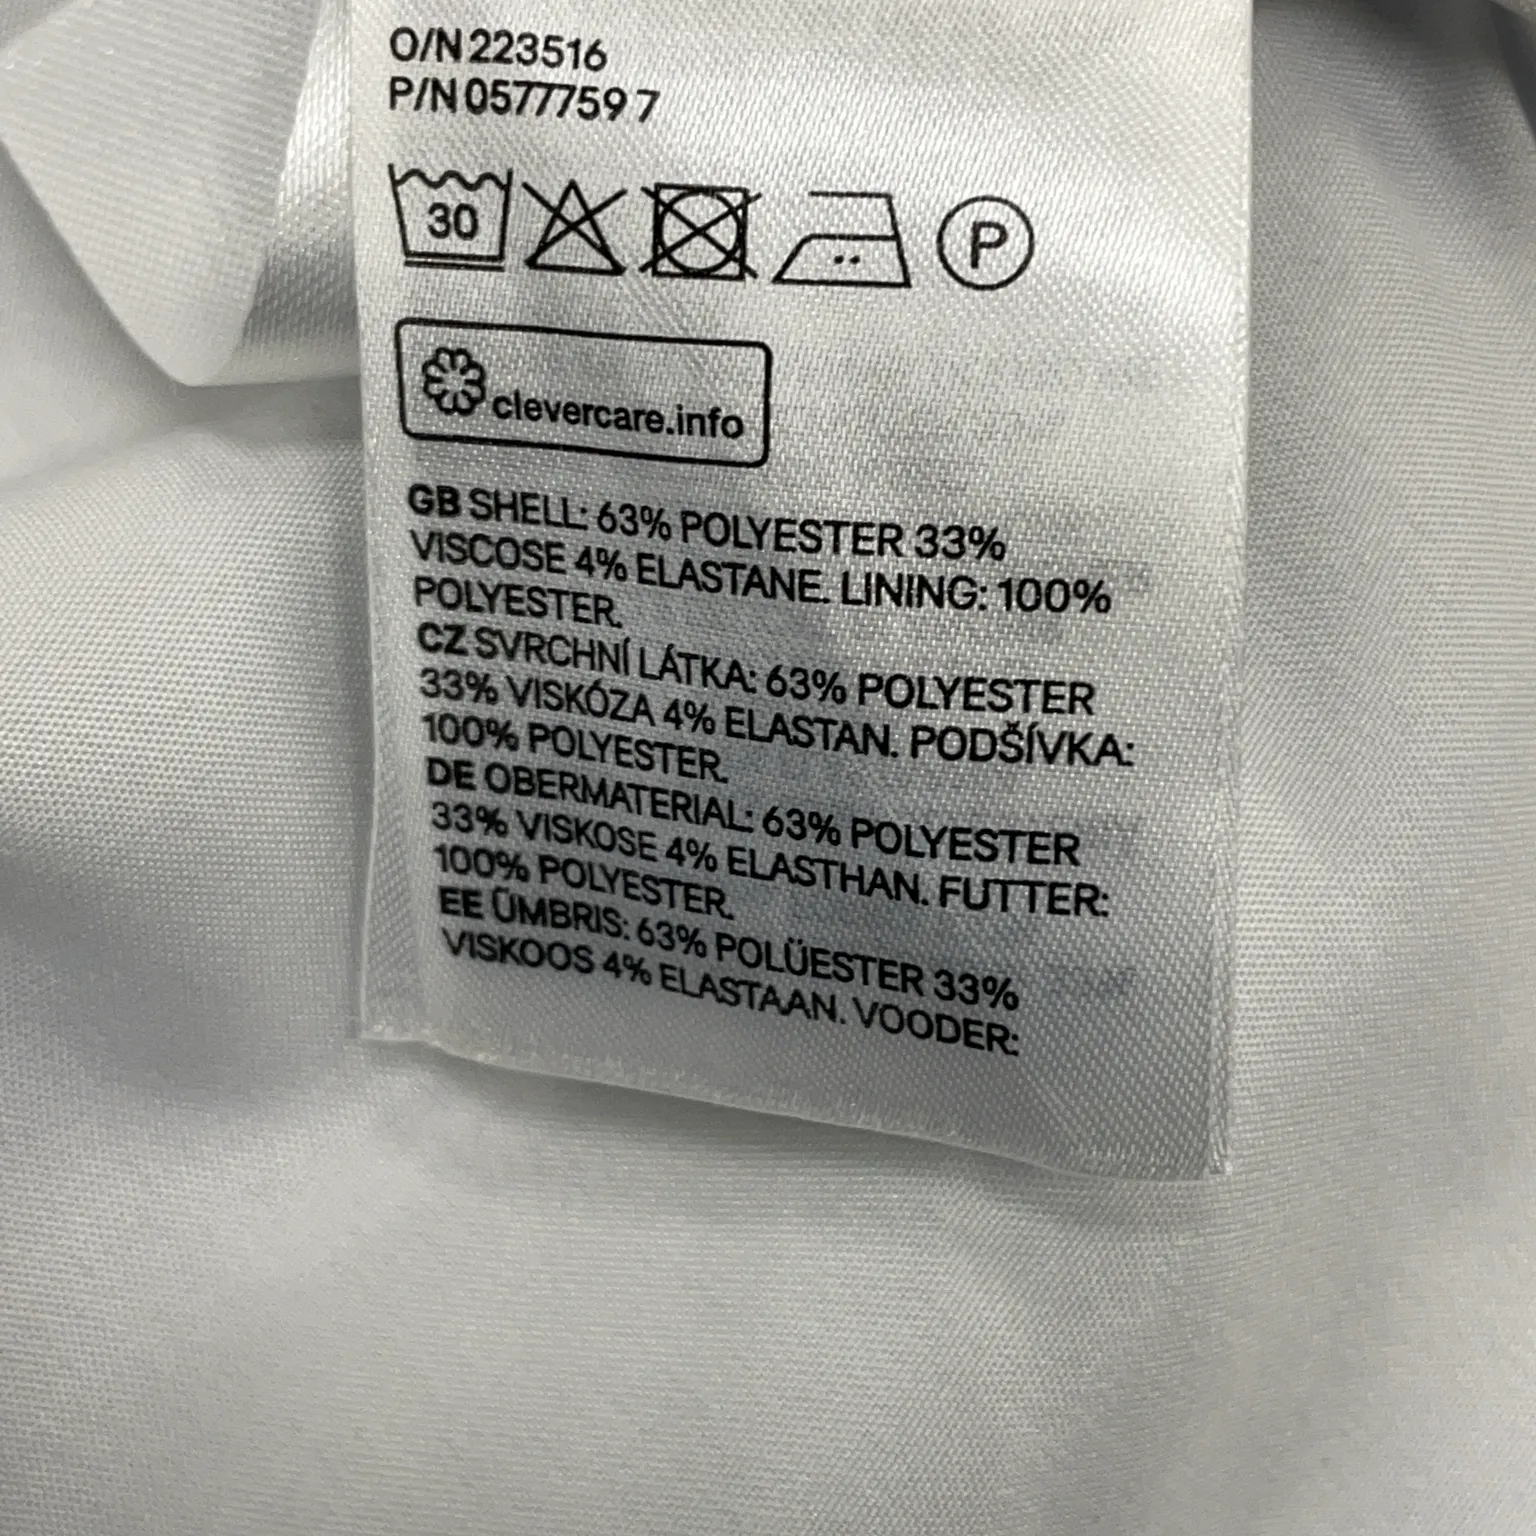 O/N 223516
P/N 0577759 7
30
P
clevercare.info
GB SHELL: 63% POLYESTER 33%
VISCOSE 4% ELASTANE. LINING: 100%
POLYESTER.
CZ SVRCHNÍ LÁTKA: 63% POLYESTER
33% VISKÓZA 4% ELASTAN. PODŠÍVKA:
100% POLYESTER.
DE OBERMATERIAL: 63% POLYESTER
33% VISKOSE 4% ELASTHAN. FUTTER:
100% POLYESTER.
EE ÜMBRIS: 63% POLÜESTER 33%
VISKOOS 4% ELASTAAN. VOODER: